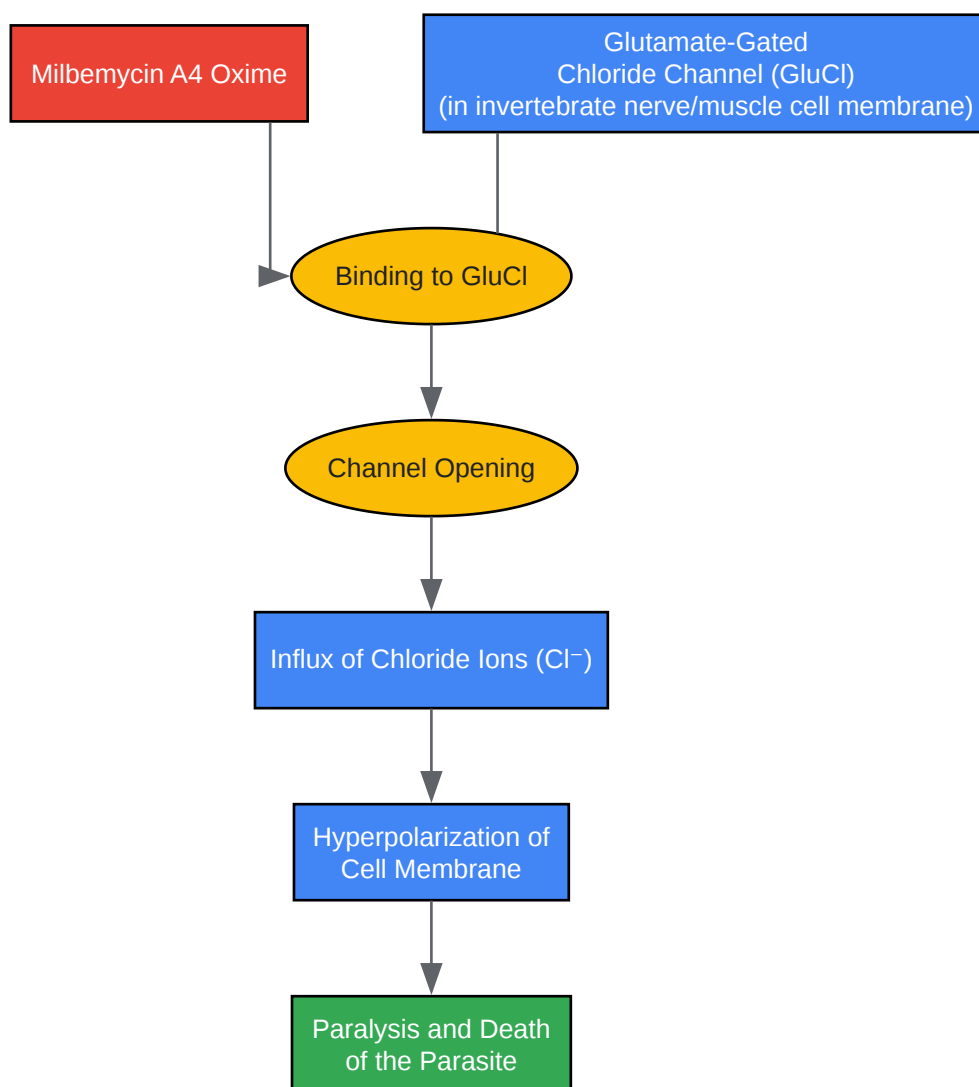 Milbemycin A4 Oxime
Glutamate-Gated
Chloride Channel (GluCl)
(in invertebrate nerve/muscle cell membrane)
Binding to GluCl
Channel Opening
Influx of Chloride Ions (Cl⁻)
Hyperpolarization of
Cell Membrane
Paralysis and Death
of the Parasite